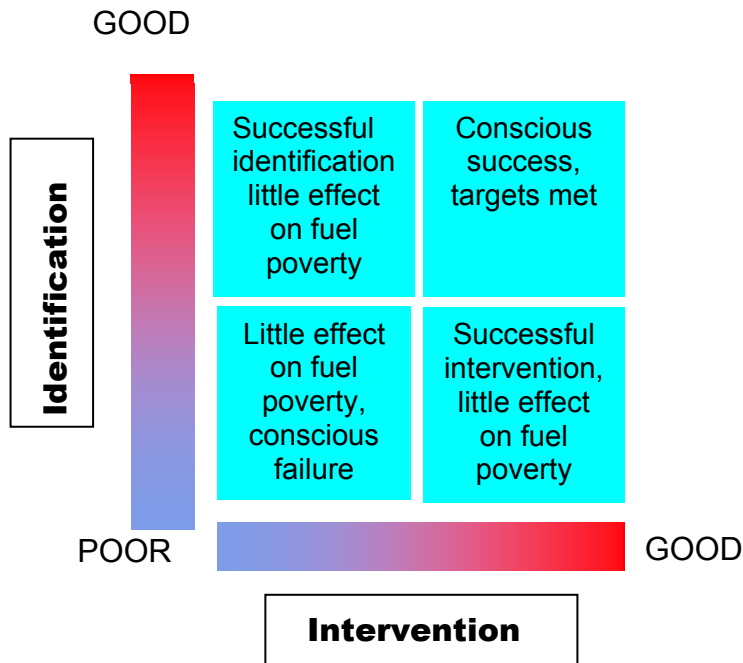 GOOD
Identification
Successful
identification
little effect
on fuel
poverty
Conscious
success,
targets met
Little effect
on fuel
poverty,
conscious
failure
Successful
intervention,
little effect
on fuel
poverty
POOR
GOOD
Intervention